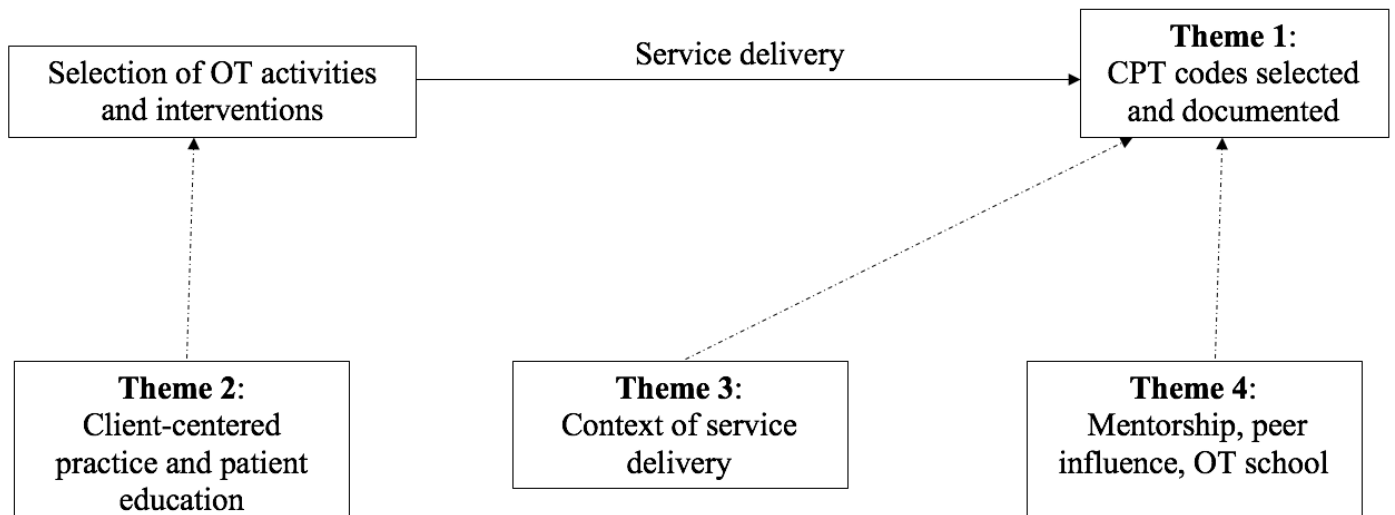 Selection of OT activities
and interventions
Service delivery
Theme 1:
CPT codes selected
and documented
Theme 2:
Client-centered
practice and patient
education
Theme 3:
Context of service
delivery
Theme 4:
Mentorship, peer
influence, OT school